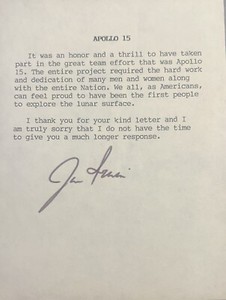 APOLLO 15
It was an honor and a thrill to have taken
part in the great team effort that was Apollo
15. The entire project required the hard work
and dedication of many men and women along
with the entire Nation. We all, as Americans,
can feel proud to have been the first people
to explore the lunar surface.
I thank you for your kind letter and I
am truly sorry that I do not have the time
to give you a much longer response.
Jim Irwin